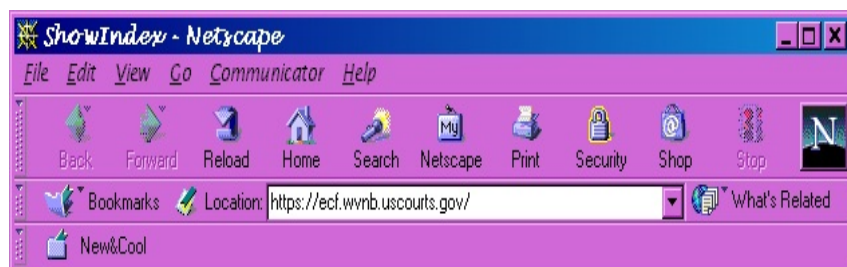 ShowIndex - Netscape
File Edit View Go Communicator Help
My N
Back Forward Reload Home Search Netscape Print Security Shop Stop
Bookmarks Location: https://ecf.wvnb.uscourts.gov/ What's Related
New&Cool